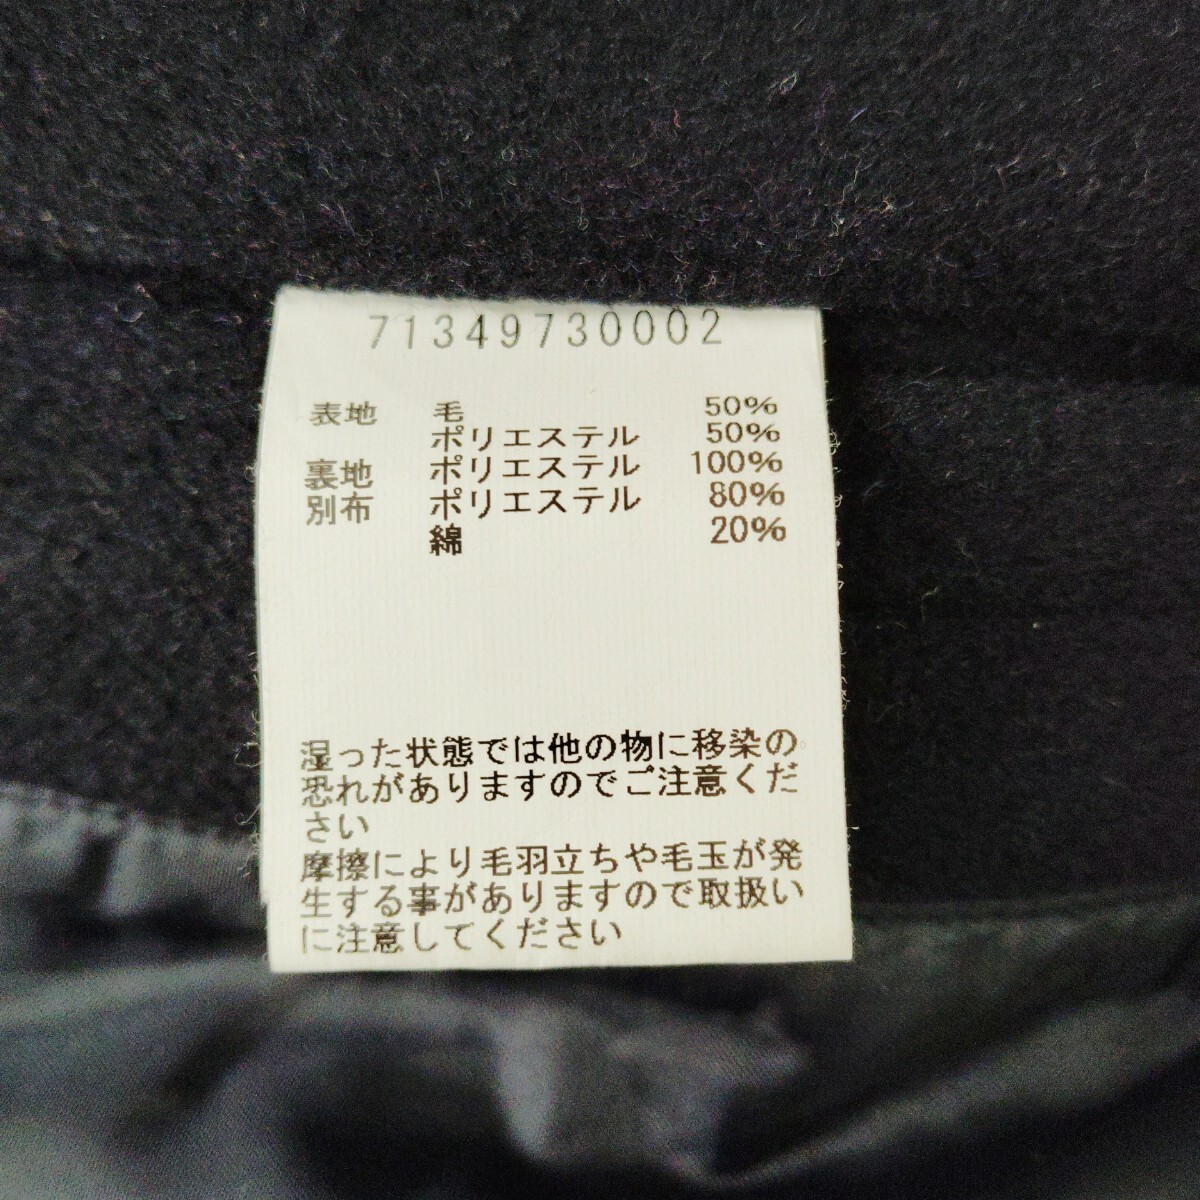 71349730002
表地 毛 50%
ポリエステル 50%
裏地 ポリエステル 100%
別布 ポリエステル 80%
綿 20%
湿った状態では他の物に移染の
恐れがありますのでご注意くだ
さい
摩擦により毛羽立ちや毛玉が発
生する事がありますので取扱い
に注意してください